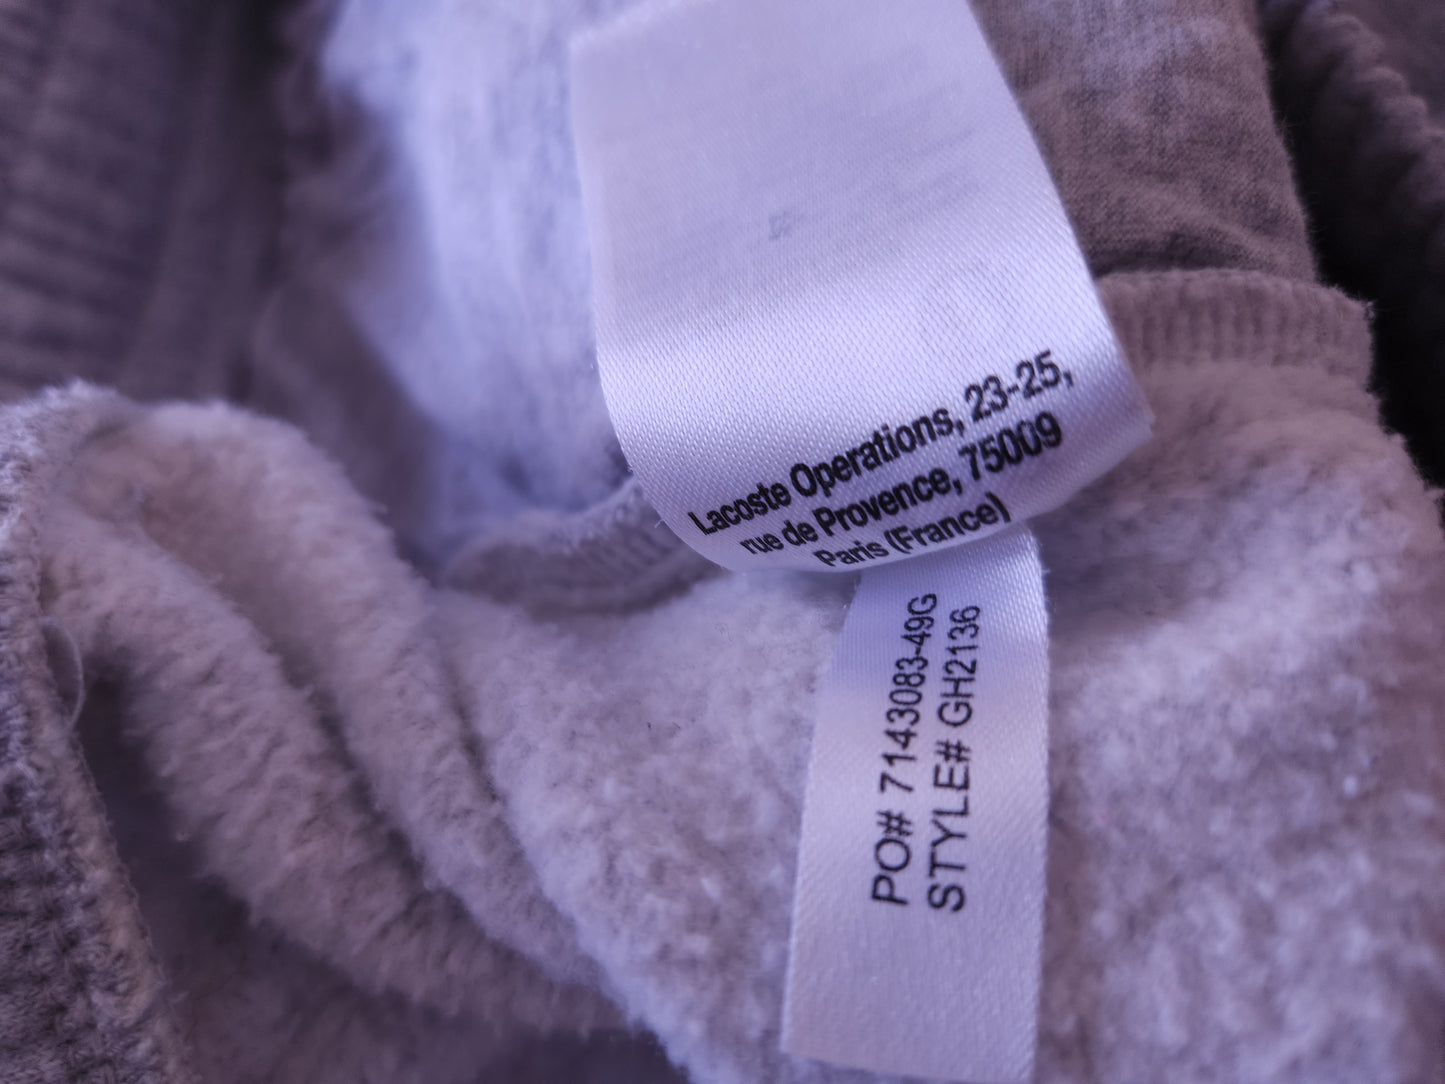 Lacoste Operations, 23-25,
rue de Provence, 75009
Paris (France)
PO# 7143083-49G
STYLE# GH2136